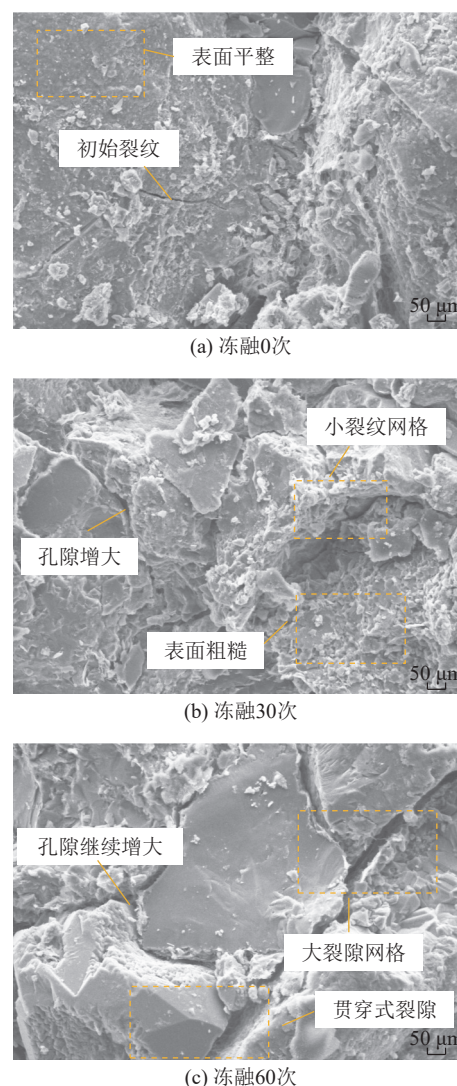 表面平整
初始裂纹
50 μm
(a) 冻融0次
小裂纹网格
孔隙增大
表面粗糙
50 μm
(b) 冻融30次
孔隙继续增大
大裂隙网格
贯穿式裂隙
50 μm
(c) 冻融60次